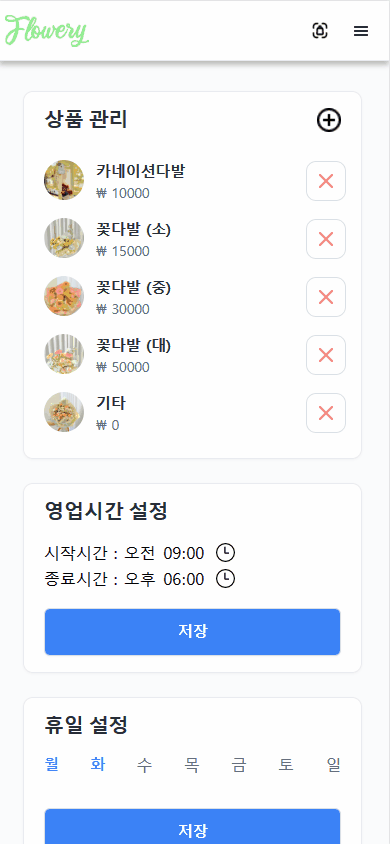 Flowery
상품 관리
카네이션다발
₩ 10000
꽃다발 (소)
₩ 15000
꽃다발 (중)
₩ 30000
꽃다발 (대)
₩ 50000
기타
₩ 0
영업시간 설정
시작시간 : 오전 09:00
종료시간 : 오후 06:00
저장
휴일 설정
월 화 수 목 금 토 일
저장